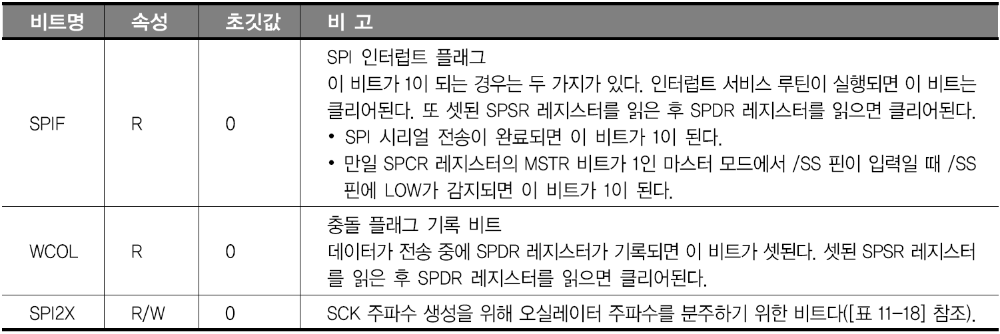 비트명 속성 초깃값 비 고
SPI 인터럽트 플래그
이 비트가 1이 되는 경우는 두 가지가 있다. 인터럽트 서비스 루틴이 실행되면 이 비트는
클리어된다. 또 셋된 SPSR 레지스터를 읽은 후 SPDR 레지스터를 읽으면 클리어된다.
SPIF R 0
• SPI 시리얼 전송이 완료되면 이 비트가 1이 된다.
• 만일 SPCR 레지스터의 MSTR 비트가 1인 마스터 모드에서 /SS 핀이 입력일 때 /SS
핀에 LOW가 감지되면 이 비트가 1이 된다.
충돌 플래그 기록 비트
WCOL R 0 데이터가 전송 중에 SPDR 레지스터가 기록되면 이 비트가 셋된다. 셋된 SPSR 레지스터
를 읽은 후 SPDR 레지스터를 읽으면 클리어된다.
SPI2X R/W 0 SCK 주파수 생성을 위해 오실레이터 주파수를 분주하기 위한 비트다([표 11-18] 참조).